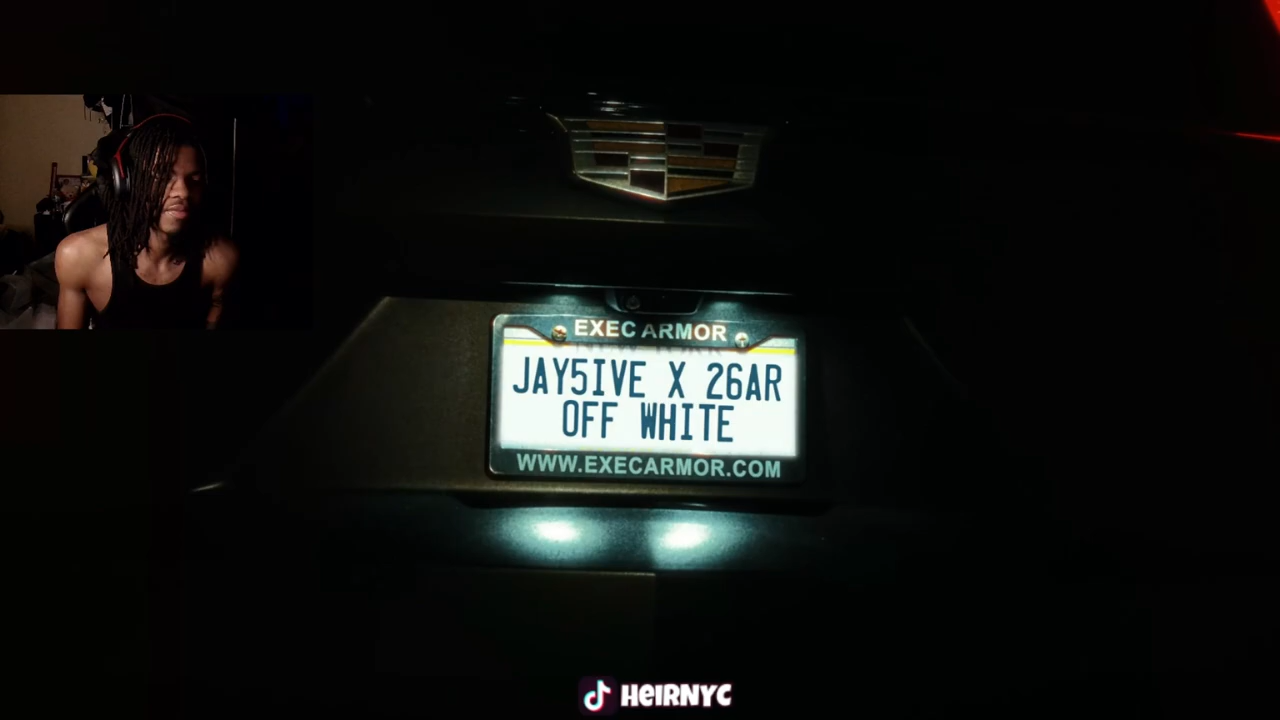 EXEC ARMOR
JAY5IVE X 26AR
OFF WHITE
WWW.EXECARMOR.COM
HEIRNYC